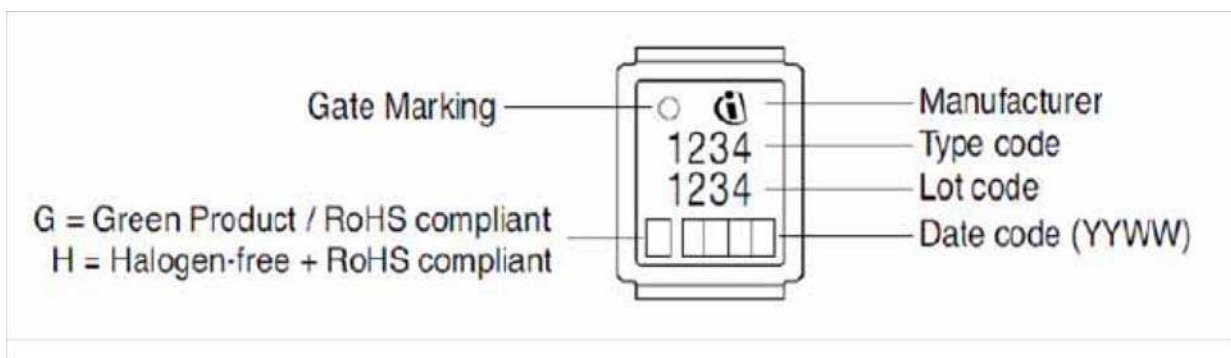 Gate Marking
Manufacturer
1234
Type code
1234
Lot code
G = Green Product / RoHS compliant
H = Halogen-free + RoHS compliant
Date code (YYWW)